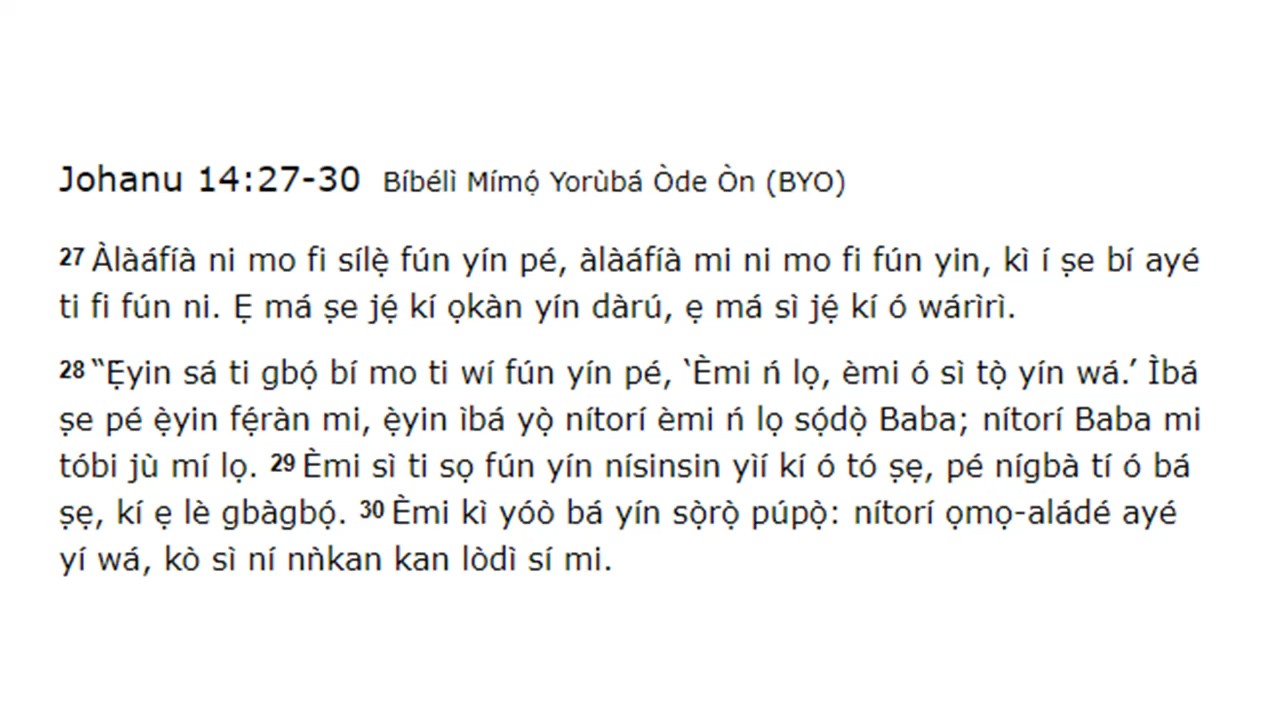 Johanu 14:27-30 Bíbélì Mímọ́ Yorùbá Òde Òn (BYO)
27 Àlàáfíà ni mo fi sílẹ̀ fún yín pé, àlàáfíà mi ni mo fi fún yin, kì í ṣe bí ayé
ti fi fún ni. Ẹ má ṣe jẹ́ kí ọkàn yín dàrú, ẹ má sì jẹ́ kí ó wárìrì.
28 “Ẹyin sá ti gbọ́ bí mo ti wí fún yín pé, ‘Èmi ń lọ, èmi ó sì tọ̀ yín wá.’ Ìbá
ṣe pé ẹ̀yin fẹ́ràn mi, ẹ̀yin ìbá yọ̀ nítorí èmi ń lọ sọ́dọ̀ Baba; nítorí Baba mi
tóbi jù mí lọ. 29 Èmi sì ti sọ fún yín nísinsin yìí kí ó tó ṣẹ, pé nígbà tí ó bá
ṣẹ, kí ẹ lè gbàgbọ́. 30 Èmi kì yóò bá yín sọ̀rọ̀ púpọ̀: nítorí ọmọ-aládé ayé
yí wá, kò sì ní nǹkan kan lòdì sí mi.